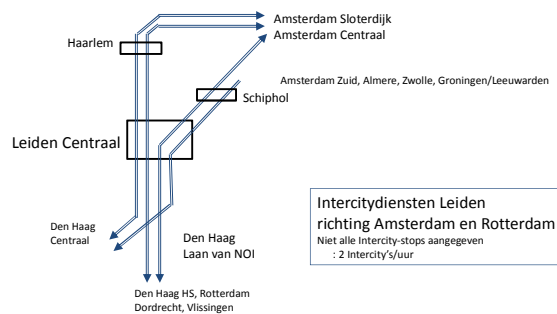 Amsterdam Sloterdijk
Amsterdam Centraal
Haarlem
Amsterdam Zuid, Almere, Zwolle, Groningen/Leeuwarden
Schiphol
Leiden Centraal
Intercitydiensten Leiden
richting Amsterdam en Rotterdam
Niet alle Intercity-stops aangegeven
: 2 Intercity's/uur
Den Haag
Centraal
Den Haag
Laan van NOI
Den Haag HS, Rotterdam
Dordrecht, Vlissingen